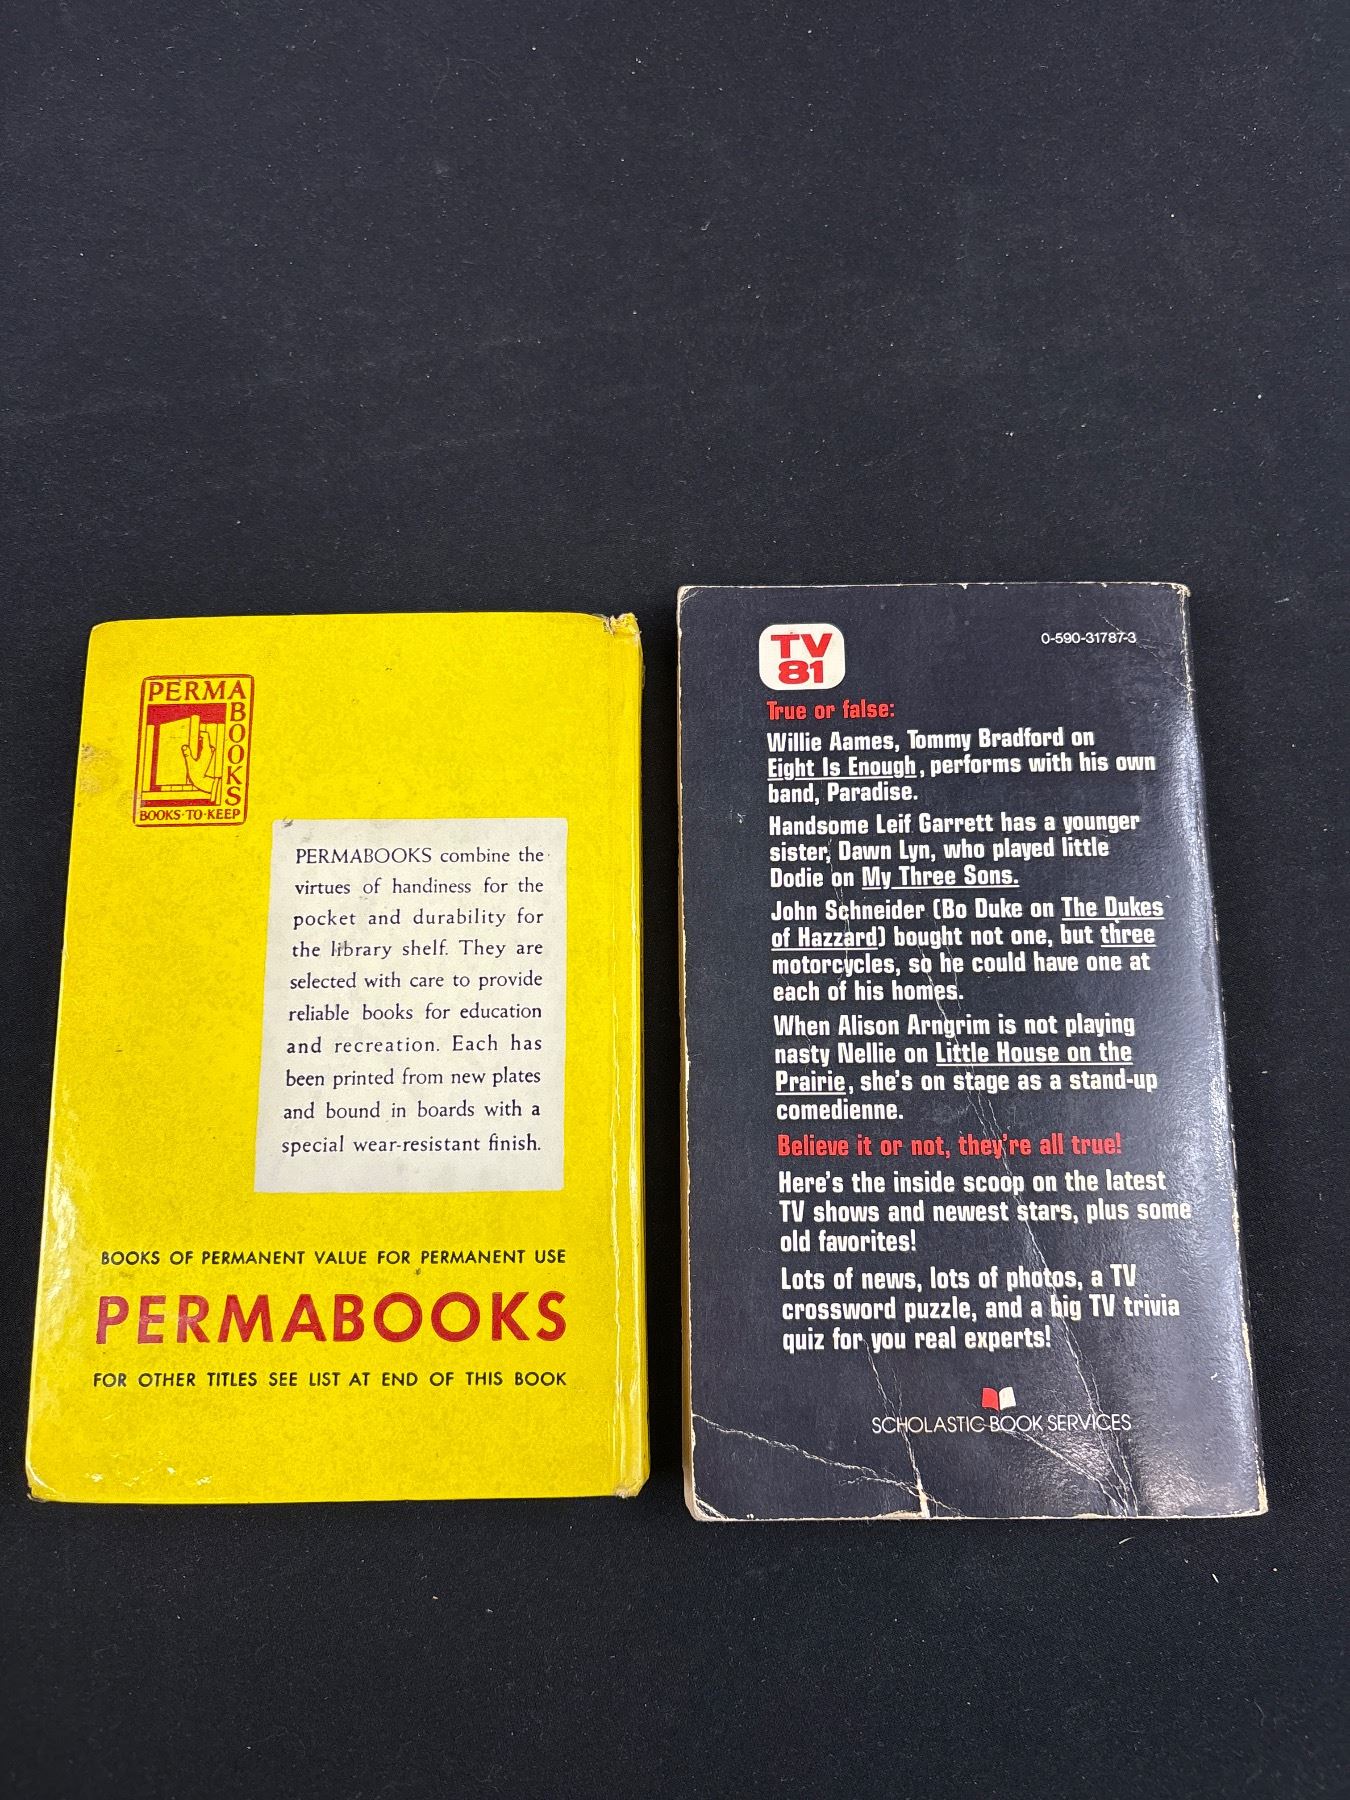 PERMA
BOOKS
BOOKS·TO·KEEP
PERMABOOKS combine the
virtues of handiness for the
pocket and durability for
the library shelf. They are
selected with care to provide
reliable books for education
and recreation. Each has
been printed from new plates
and bound in boards with a
special wear-resistant finish.
BOOKS OF PERMANENT VALUE FOR PERMANENT USE
PERMABOOKS
FOR OTHER TITLES SEE LIST AT END OF THIS BOOK
TV
81
0-590-31787-3
True or false:
Willie Aames, Tommy Bradford on
Eight Is Enough, performs with his own
band, Paradise.
Handsome Leif Garrett has a younger
sister, Dawn Lyn, who played little
Dodie on My Three Sons.
John Schneider (Bo Duke on The Dukes
of Hazzard) bought not one, but three
motorcycles, so he could have one at
each of his homes.
When Alison Arngrim is not playing
nasty Nellie on Little House on the
Prairie, she's on stage as a stand-up
comedienne.
Believe it or not, they're all true!
Here's the inside scoop on the latest
TV shows and newest stars, plus some
old favorites!
Lots of news, lots of photos, a TV
crossword puzzle, and a big TV trivia
quiz for you real experts!
SCHOLASTIC BOOK SERVICES